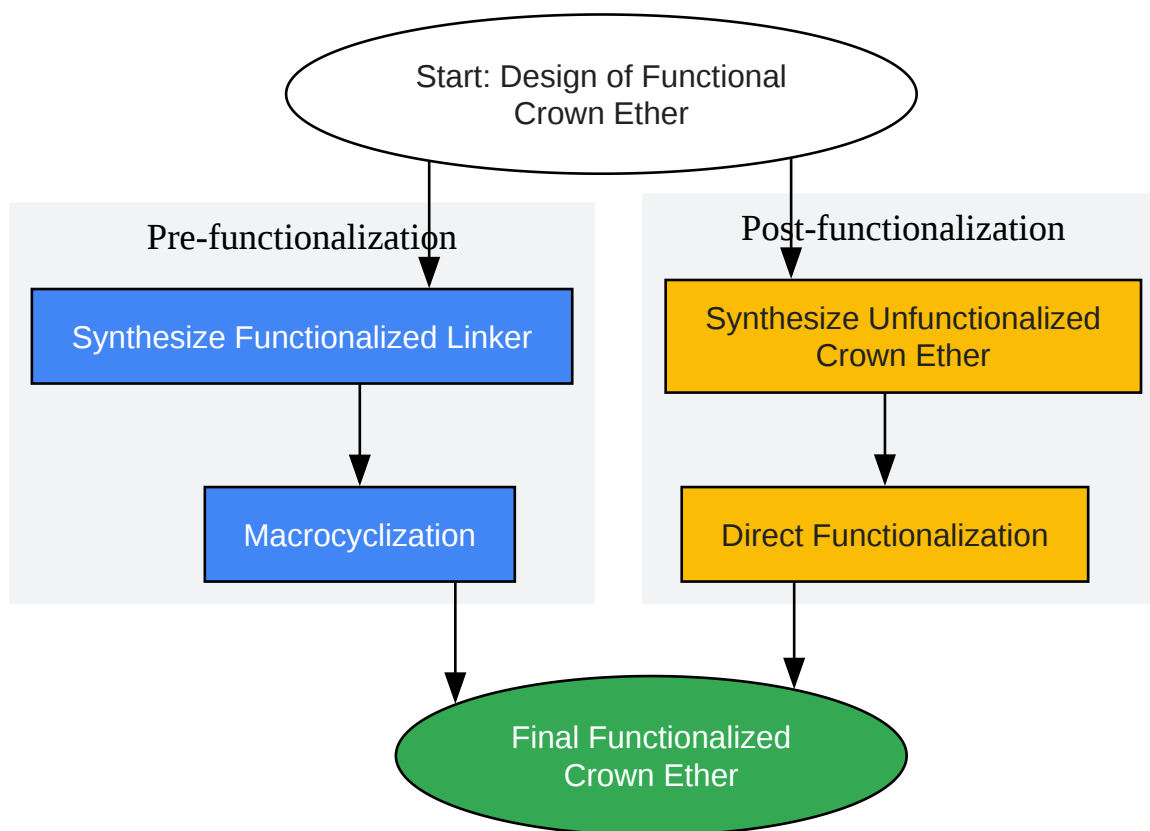 Start: Design of Functional
Crown Ether
Pre-functionalization
Post-functionalization
Synthesize Functionalized Linker
Synthesize Unfunctionalized
Crown Ether
Macrocyclization
Direct Functionalization
Final Functionalized
Crown Ether